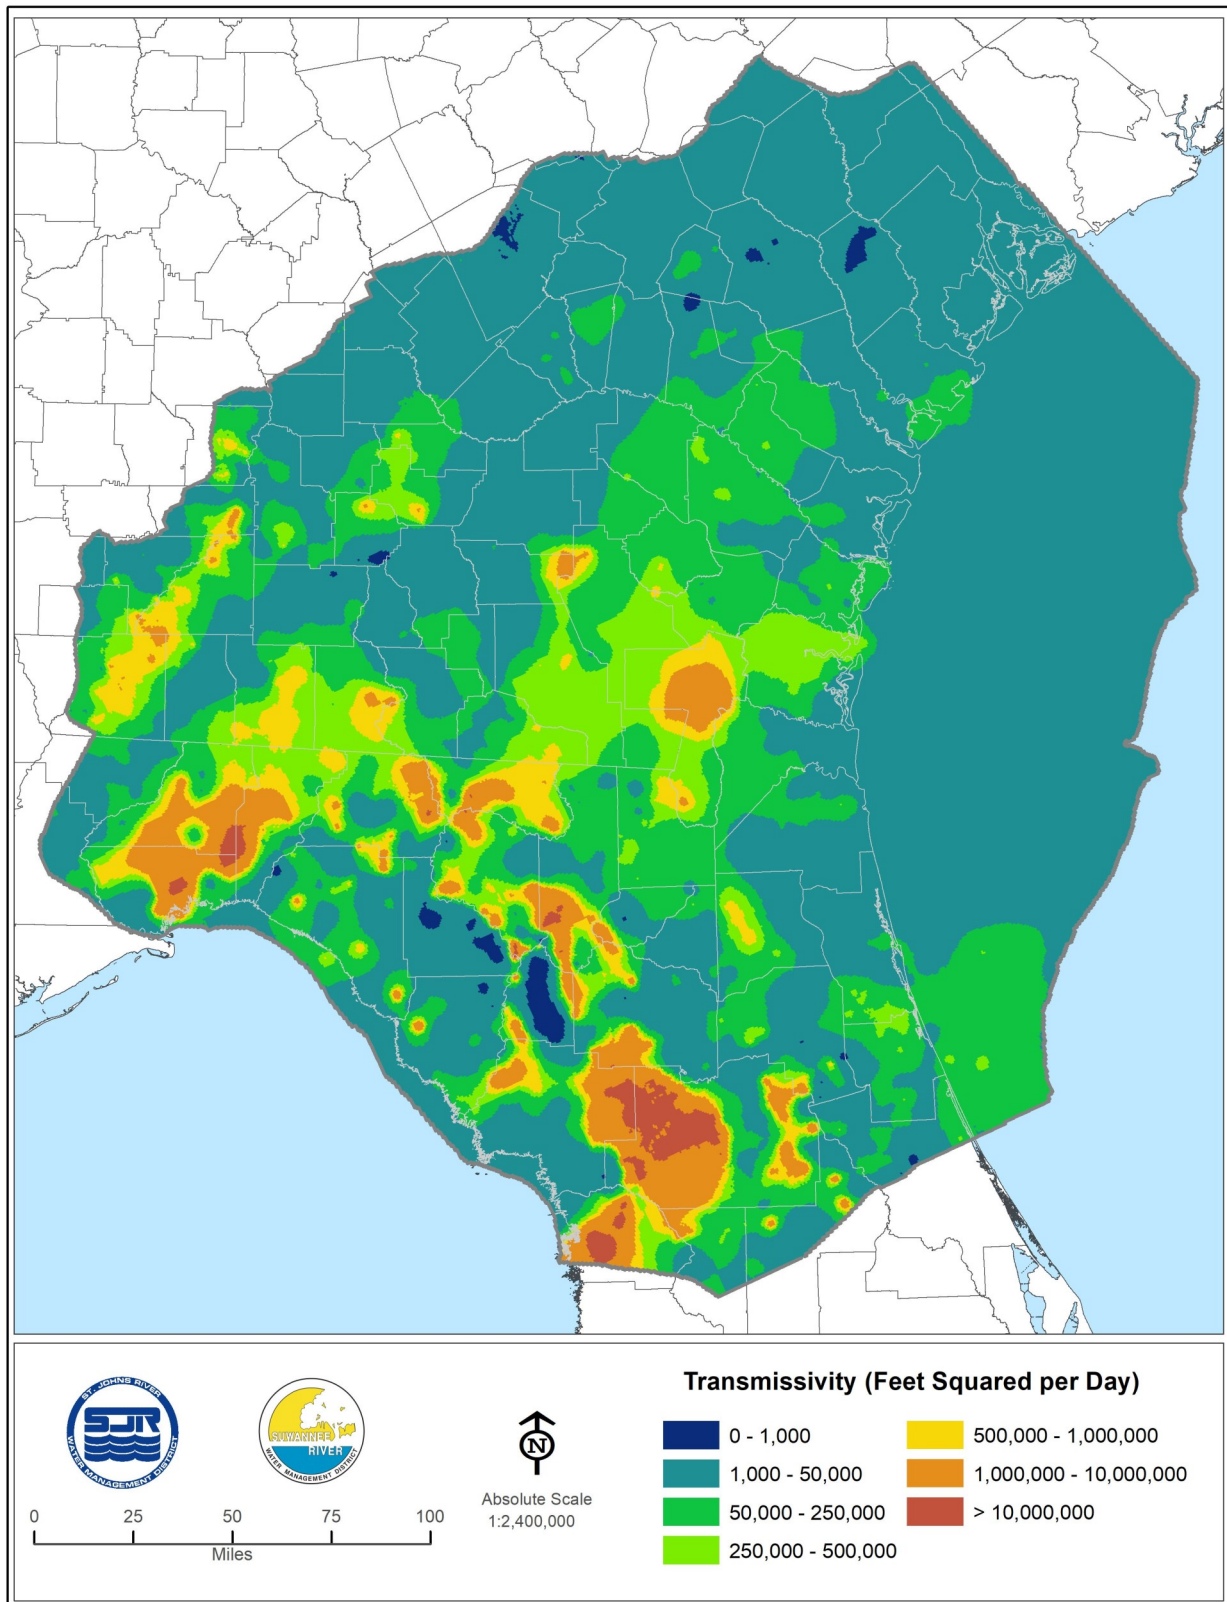 ST. JOHNS RIVER
SJR
WATER MANAGEMENT DISTRICT
SUWANNEE
RIVER
WATER MANAGEMENT DISTRICT
N
Absolute Scale
1:2,400,000
0 25 50 75 100
Miles
Transmissivity (Feet Squared per Day)
0 - 1,000
1,000 - 50,000
50,000 - 250,000
250,000 - 500,000
500,000 - 1,000,000
1,000,000 - 10,000,000
> 10,000,000